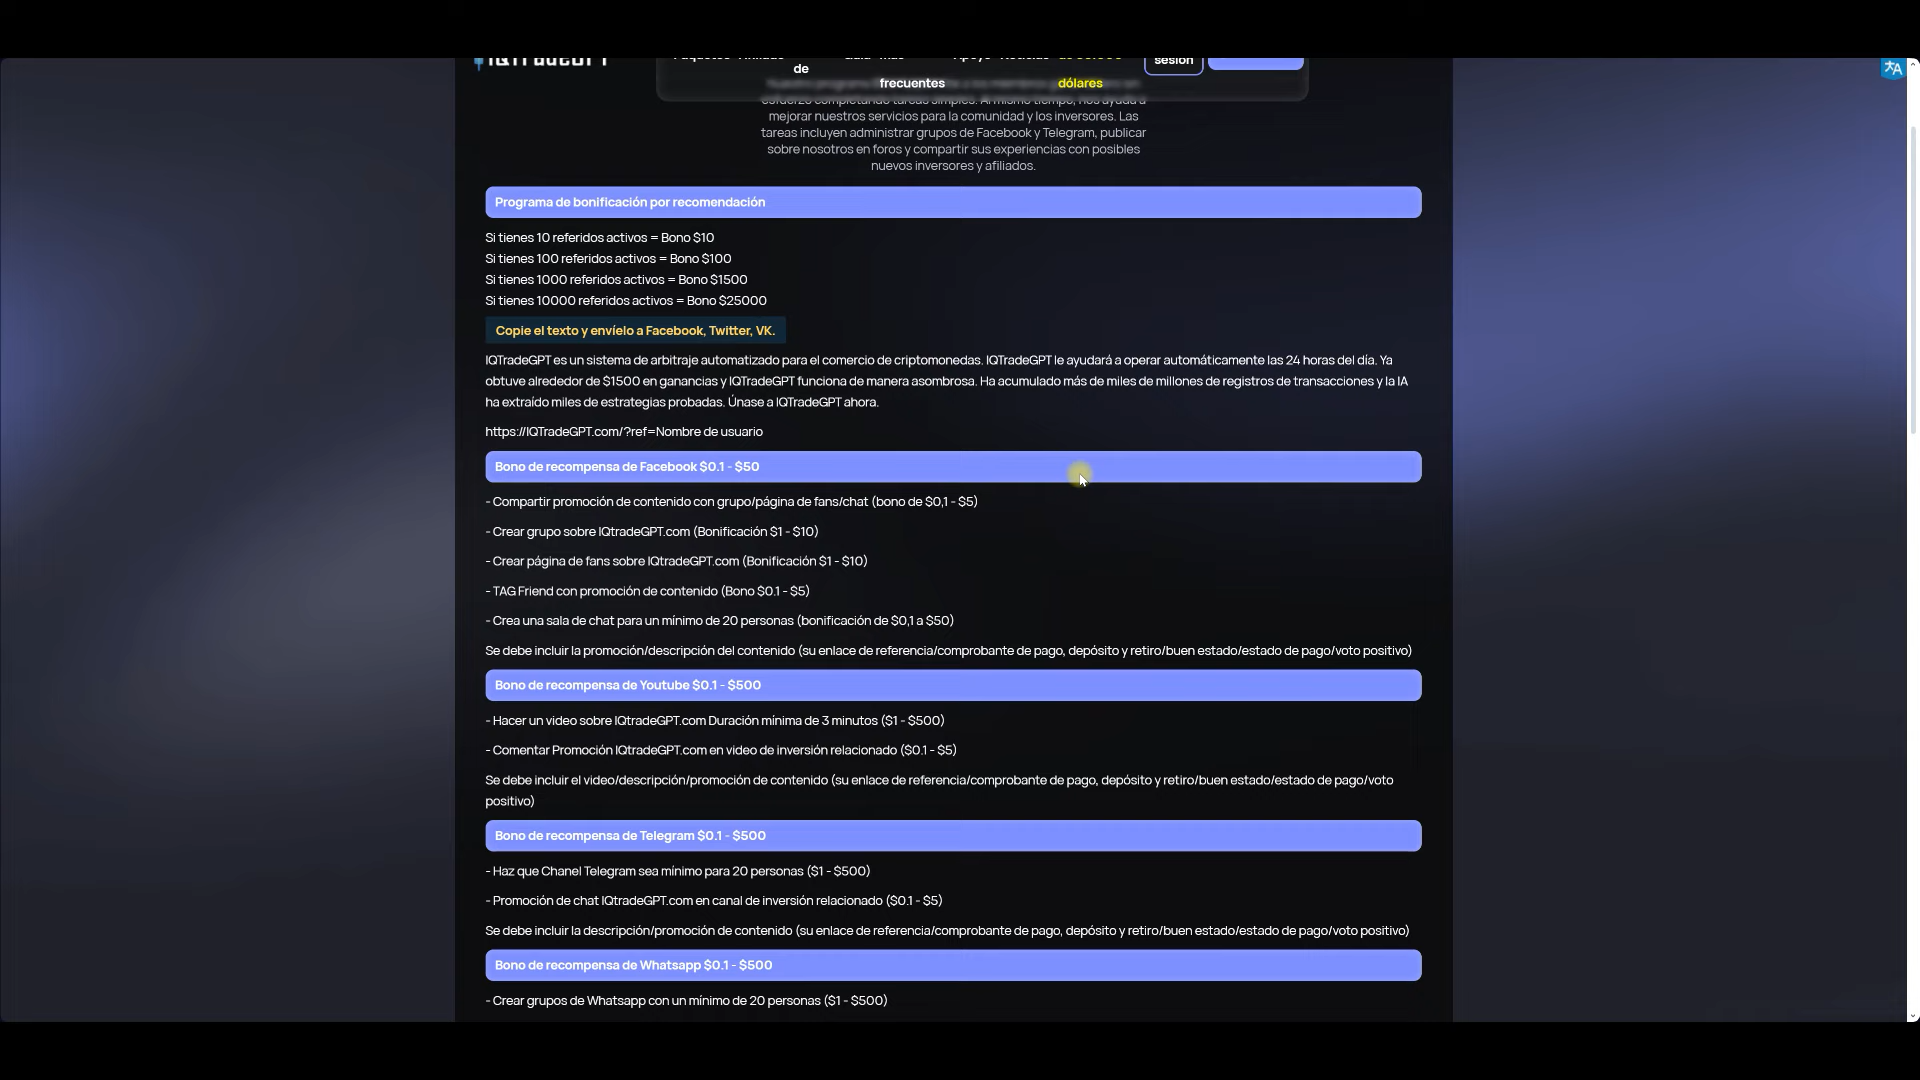 IQTradeGPT
de
sesión
frecuentes
dólares
esfuerzo completando tareas simples. Al mismo tiempo, nos ayuda a
mejorar nuestros servicios para la comunidad y los inversores. Las
tareas incluyen administrar grupos de Facebook y Telegram, publicar
sobre nosotros en foros y compartir sus experiencias con posibles
nuevos inversores y afiliados.
Programa de bonificación por recomendación
Si tienes 10 referidos activos = Bono $10
Si tienes 100 referidos activos = Bono $100
Si tienes 1000 referidos activos = Bono $1500
Si tienes 10000 referidos activos = Bono $25000
Copie el texto y envíelo a Facebook, Twitter, VK.
IQTradeGPT es un sistema de arbitraje automatizado para el comercio de criptomonedas. IQTradeGPT le ayudará a operar automáticamente las 24 horas del día. Ya
obtuve alrededor de $1500 en ganancias y IQTradeGPT funciona de manera asombrosa. Ha acumulado más de miles de millones de registros de transacciones y la IA
ha extraído miles de estrategias probadas. Únase a IQTradeGPT ahora.
https://IQTradeGPT.com/?ref=Nombre de usuario
Bono de recompensa de Facebook $0.1 - $50
- Compartir promoción de contenido con grupo/página de fans/chat (bono de $0,1 - $5)
- Crear grupo sobre IQtradeGPT.com (Bonificación $1 - $10)
- Crear página de fans sobre IQtradeGPT.com (Bonificación $1 - $10)
- TAG Friend con promoción de contenido (Bono $0.1 - $5)
- Crea una sala de chat para un mínimo de 20 personas (bonificación de $0,1 a $50)
Se debe incluir la promoción/descripción del contenido (su enlace de referencia/comprobante de pago, depósito y retiro/buen estado/estado de pago/voto positivo)
Bono de recompensa de Youtube $0.1 - $500
- Hacer un video sobre IQtradeGPT.com Duración mínima de 3 minutos ($1 - $500)
- Comentar Promoción IQtradeGPT.com en video de inversión relacionado ($0.1 - $5)
Se debe incluir el video/descripción/promoción de contenido (su enlace de referencia/comprobante de pago, depósito y retiro/buen estado/estado de pago/voto
positivo)
Bono de recompensa de Telegram $0.1 - $500
- Haz que Chanel Telegram sea mínimo para 20 personas ($1 - $500)
- Promoción de chat IQtradeGPT.com en canal de inversión relacionado ($0.1 - $5)
Se debe incluir la descripción/promoción de contenido (su enlace de referencia/comprobante de pago, depósito y retiro/buen estado/estado de pago/voto positivo)
Bono de recompensa de Whatsapp $0.1 - $500
- Crear grupos de Whatsapp con un mínimo de 20 personas ($1 - $500)